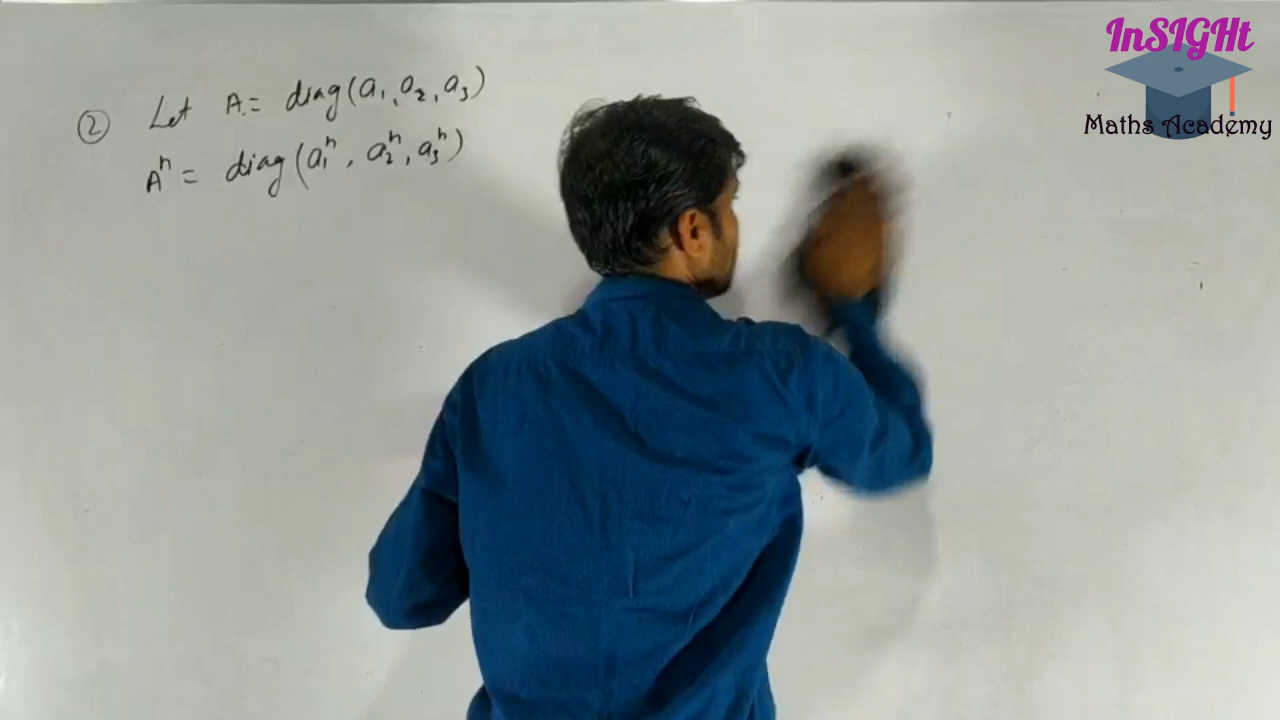 ② Let A = diag(a₁, a₂, a₃)
Aⁿ = diag(a₁ⁿ, a₂ⁿ, a₃ⁿ)
InSIGHt
Maths Academy